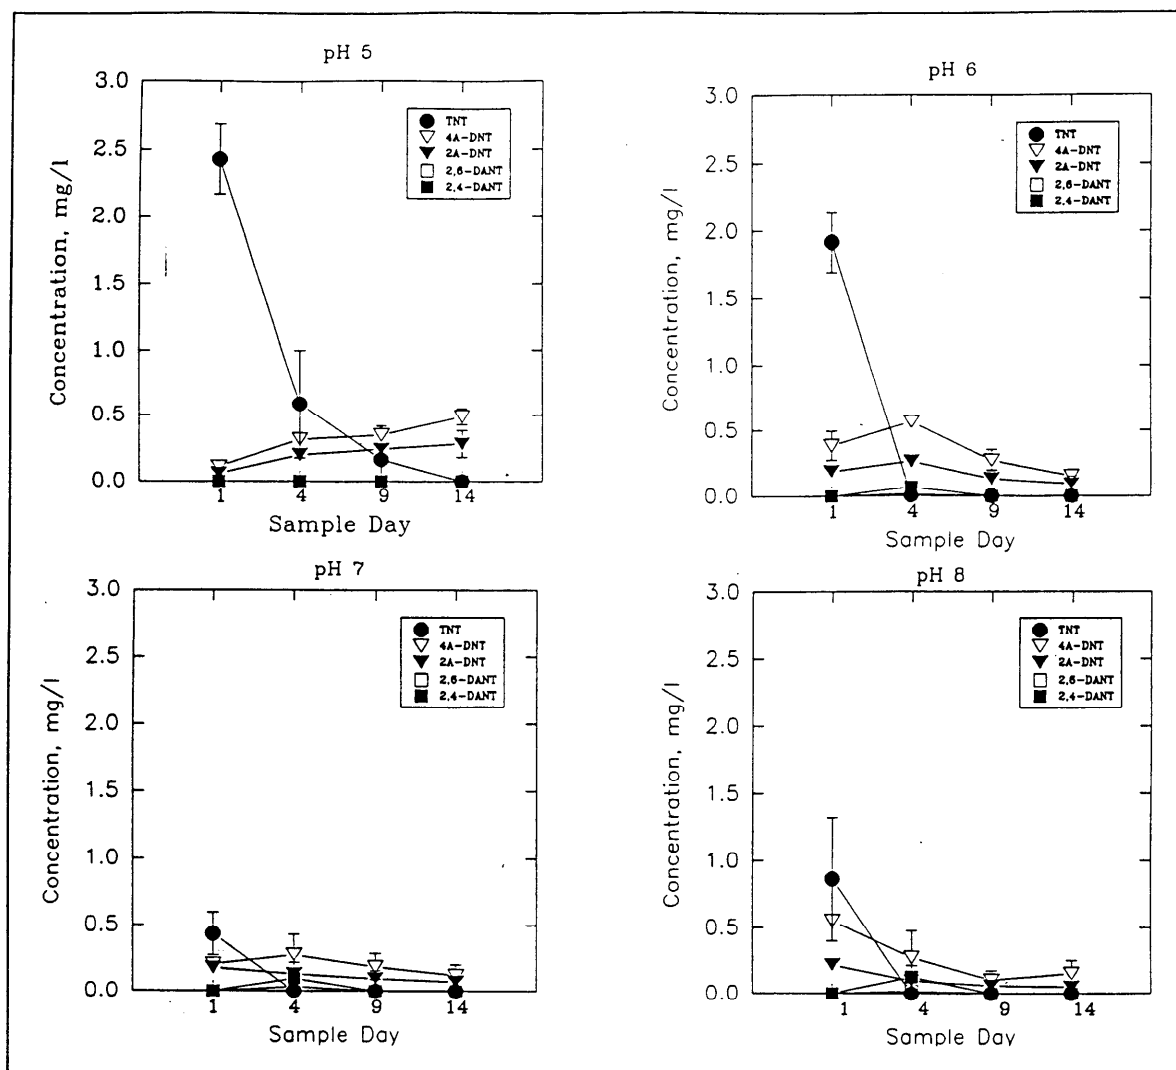 pH 5
3.0
2.5
2.0
1.5
1.0
0.5
0.0
Concentration, mg/l
TNT
4A-DNT
2A-DNT
2,6-DANT
2,4-DANT
1 4 9 14
Sample Day
pH 6
3.0
2.5
2.0
1.5
1.0
0.5
0.0
Concentration, mg/l
TNT
4A-DNT
2A-DNT
2,6-DANT
2,4-DANT
1 4 9 14
Sample Day
pH 7
3.0
2.5
2.0
1.5
1.0
0.5
0.0
Concentration, mg/l
TNT
4A-DNT
2A-DNT
2,6-DANT
2,4-DANT
1 4 9 14
Sample Day
pH 8
3.0
2.5
2.0
1.5
1.0
0.5
0.0
Concentration, mg/l
TNT
4A-DNT
2A-DNT
2,6-DANT
2,4-DANT
1 4 9 14
Sample Day